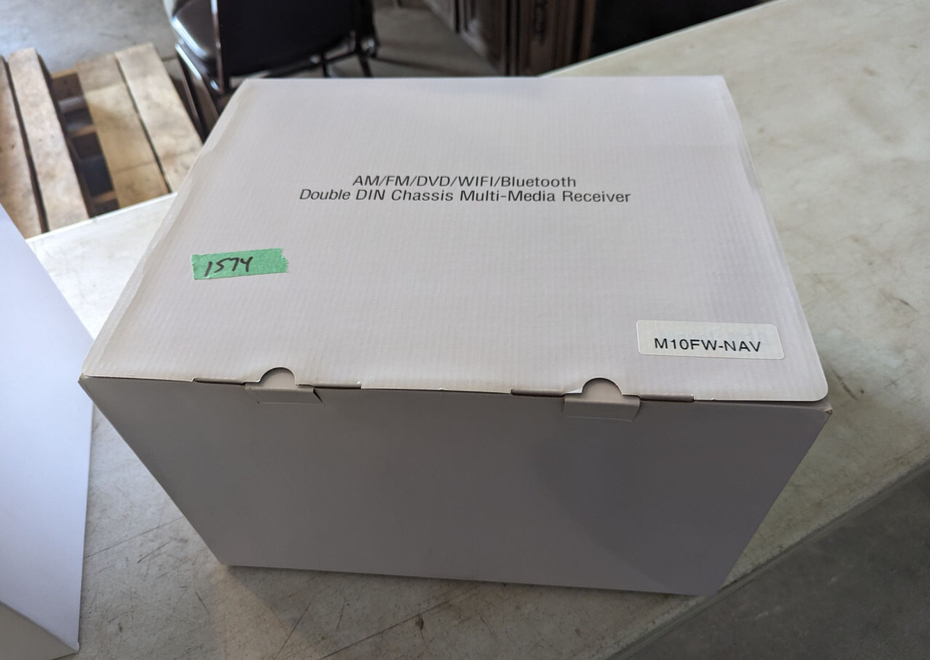 AM/FM/DVD/WIFI/Bluetooth
Double DIN Chassis Multi-Media Receiver
1574
M10FW-NAV